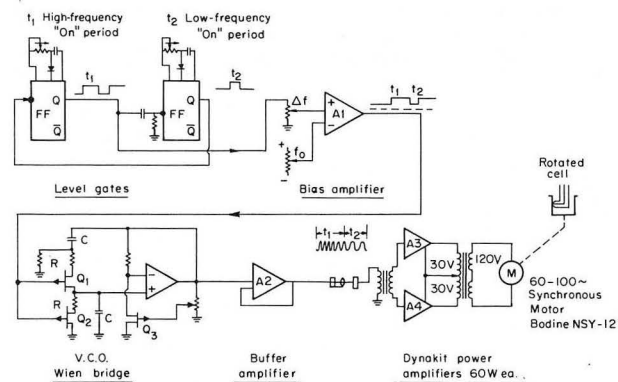 t₁ High-frequency
"On" period
t₂ Low-frequency
"On" period
t₁
t₂
Q
FF
Q̅
Q
FF
Q̅
Δf
+
A1
−
t₁ t₂
+
f₀
−
Level gates
Bias amplifier
Rotated
cell
C
R
Q₁
R
Q₂
C
Q₃
−
+
A2
t₁ t₂
A3
A4
30V
30V
120V
M
60-100~
Synchronous
Motor
Bodine NSY-12
V.C.O.
Wien bridge
Buffer
amplifier
Dynakit power
amplifiers 60W ea.